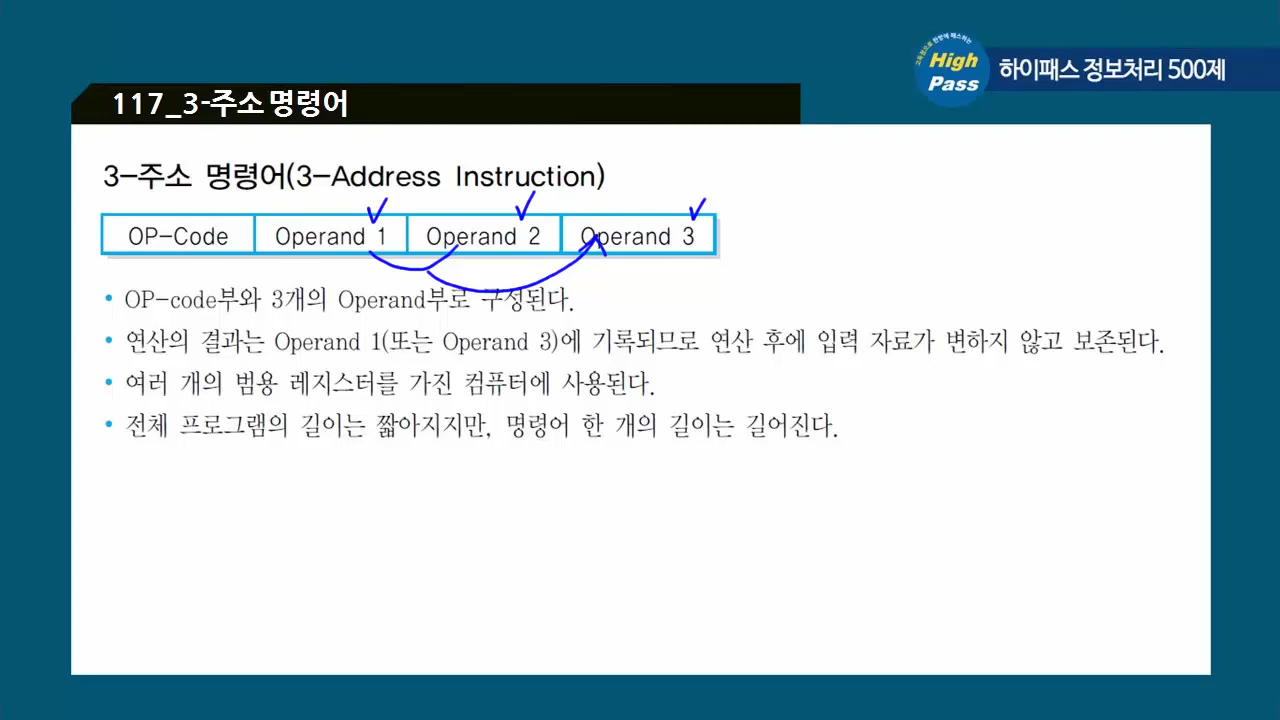 고득점으로 한방에 패스하는
High
Pass
하이패스 정보처리 500제
117_3-주소 명령어
3-주소 명령어(3-Address Instruction)
OP-Code Operand 1 Operand 2 Operand 3
• OP-code부와 3개의 Operand부로 구성된다.
• 연산의 결과는 Operand 1(또는 Operand 3)에 기록되므로 연산 후에 입력 자료가 변하지 않고 보존된다.
• 여러 개의 범용 레지스터를 가진 컴퓨터에 사용된다.
• 전체 프로그램의 길이는 짧아지지만, 명령어 한 개의 길이는 길어진다.